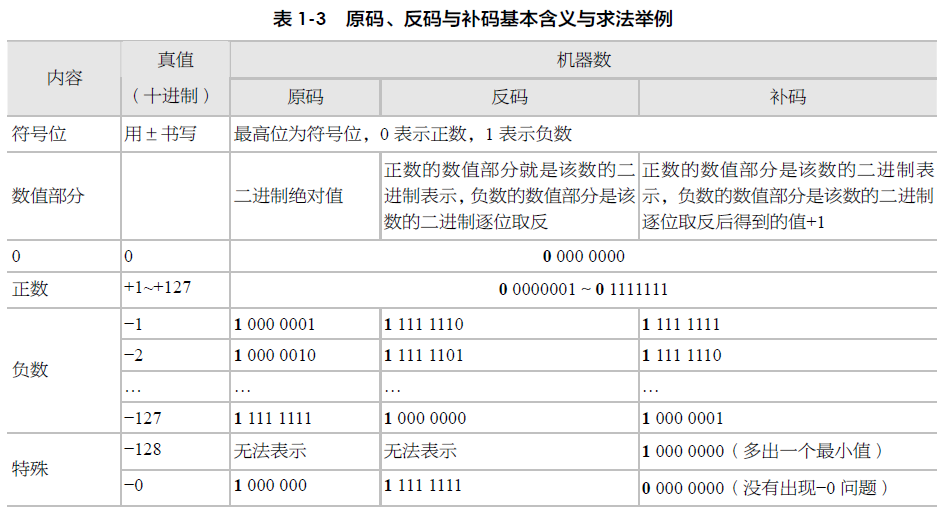 表 1-3 原码、反码与补码基本含义与求法举例
内容 真值（十进制） 机器数
原码 反码 补码
符号位 用±书写 最高位为符号位，0 表示正数，1 表示负数
数值部分 二进制绝对值
正数的数值部分就是该数的二
进制表示，负数的数值部分是该
数的二进制逐位取反
正数的数值部分是该数的二进制表
示，负数的数值部分是该数的二进制
逐位取反后得到的值+1
0 0 0 000 0000
正数 +1~+127 0 0000001 ~ 0 1111111
负数 −1 1 000 0001 1 111 1110 1 111 1111
−2 1 000 0010 1 111 1101 1 111 1110
… … … …
−127 1 111 1111 1 000 0000 1 000 0001
特殊 −128 无法表示 无法表示 1 000 0000（多出一个最小值）
−0 1 000 000 1 111 1111 0 000 0000（没有出现−0 问题）